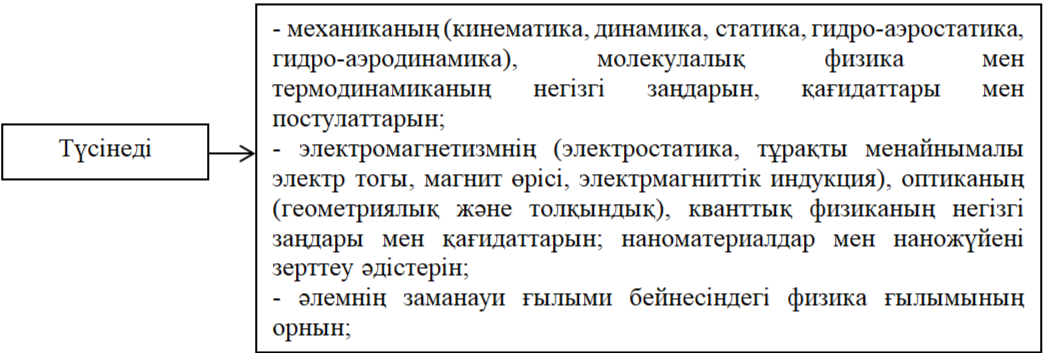 Түсінеді
- механиканың (кинематика, динамика, статика, гидро-аэростатика,
гидро-аэродинамика), молекулалық физика мен
термодинамиканың негізгі заңдарын, қағидаттары мен
постулаттарын;
- электромагнетизмнің (электростатика, тұрақты менайнымалы
электр тогы, магнит өрісі, электрмагниттік индукция), оптиканың
(геометриялық және толқындық), кванттық физиканың негізгі
заңдары мен қағидаттарын; наноматериалдар мен наножүйені
зерттеу әдістерін;
- әлемнің заманауи ғылыми бейнесіндегі физика ғылымының
орнын;